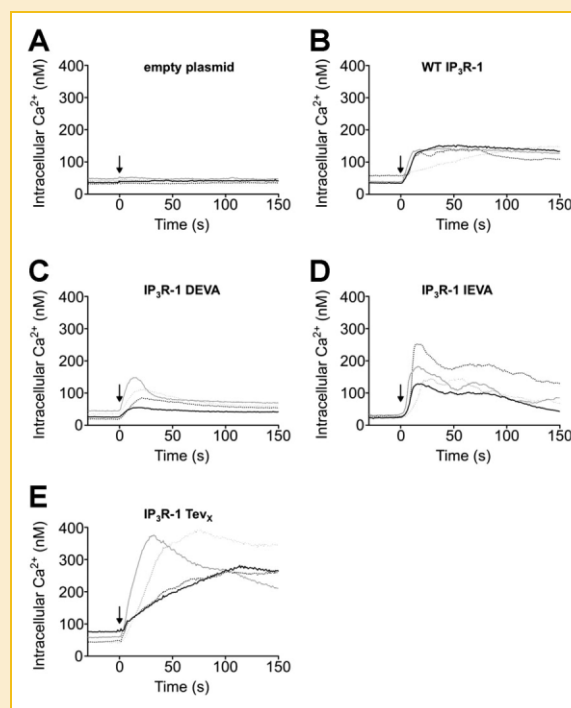 A
empty plasmid
Intracellular Ca²⁺ (nM)
400
300
200
100
0
0 50 100 150
Time (s)
B
WT IP₃R-1
Intracellular Ca²⁺ (nM)
400
300
200
100
0
0 50 100 150
Time (s)
C
IP₃R-1 DEVA
Intracellular Ca²⁺ (nM)
400
300
200
100
0
0 50 100 150
Time (s)
D
IP₃R-1 IEVA
Intracellular Ca²⁺ (nM)
400
300
200
100
0
0 50 100 150
Time (s)
E
IP₃R-1 Tevₓ
Intracellular Ca²⁺ (nM)
400
300
200
100
0
0 50 100 150
Time (s)